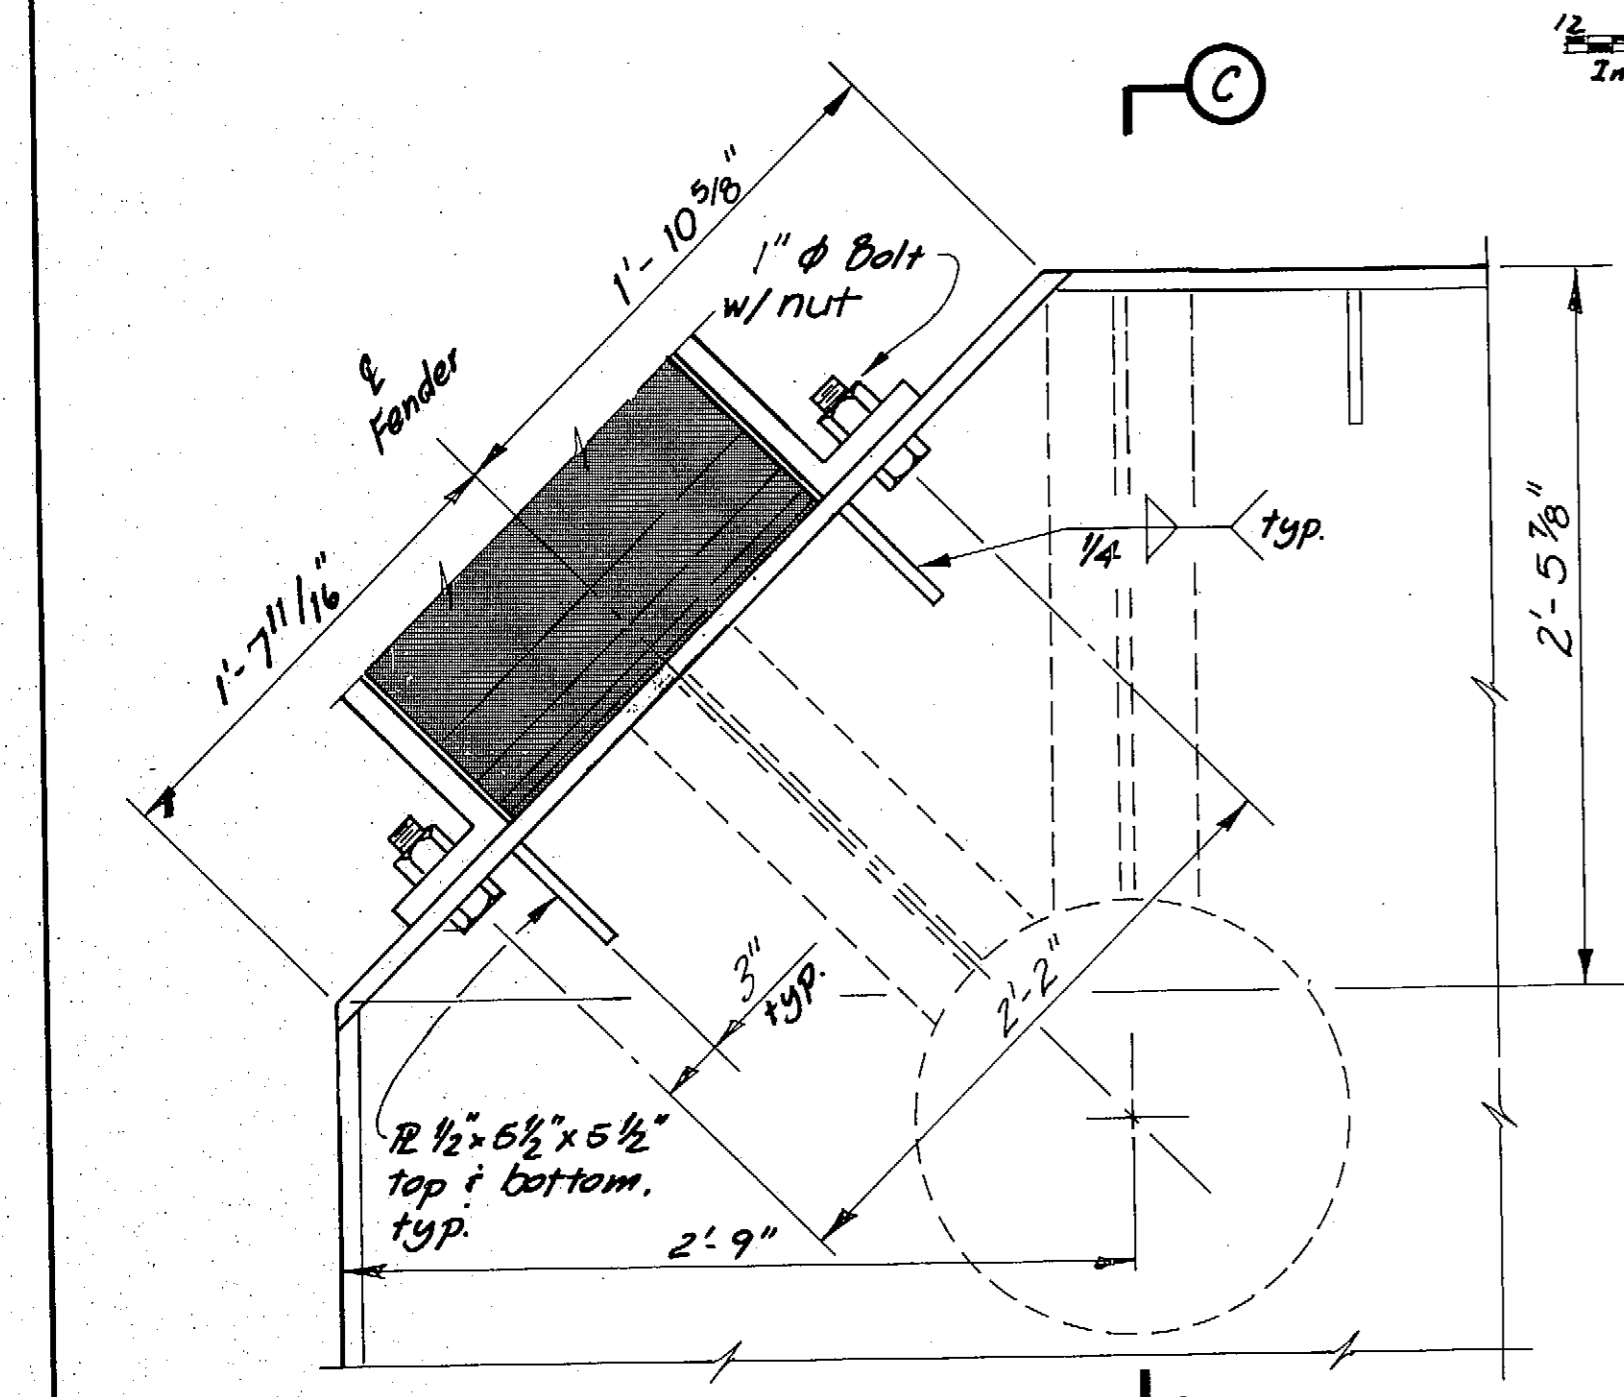 12
In
C
1'- 10 5/8"
1" φ Bolt
w/ nut
℄
Fender
1/4
typ.
2'- 5 7/8"
1'-7 11/16"
3"
typ.
2'-2"
PL 1/2" x 5 1/2" x 5 1/2"
top & bottom.
typ.
2'- 9"